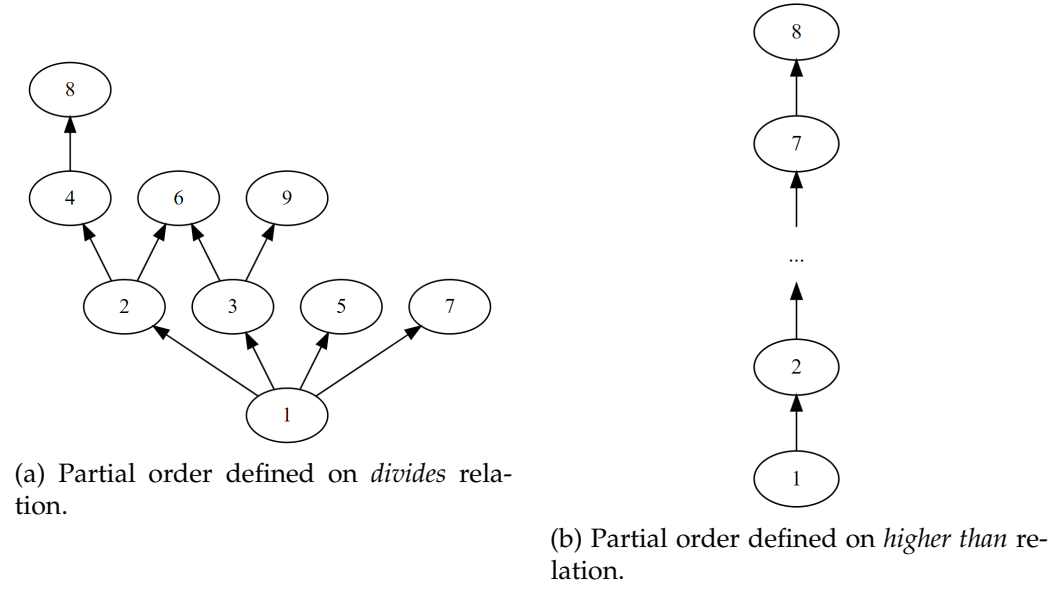 8
4 6 9
2 3 5 7
1
(a) Partial order defined on divides rela-
tion.
8
7
...
2
1
(b) Partial order defined on higher than re-
lation.